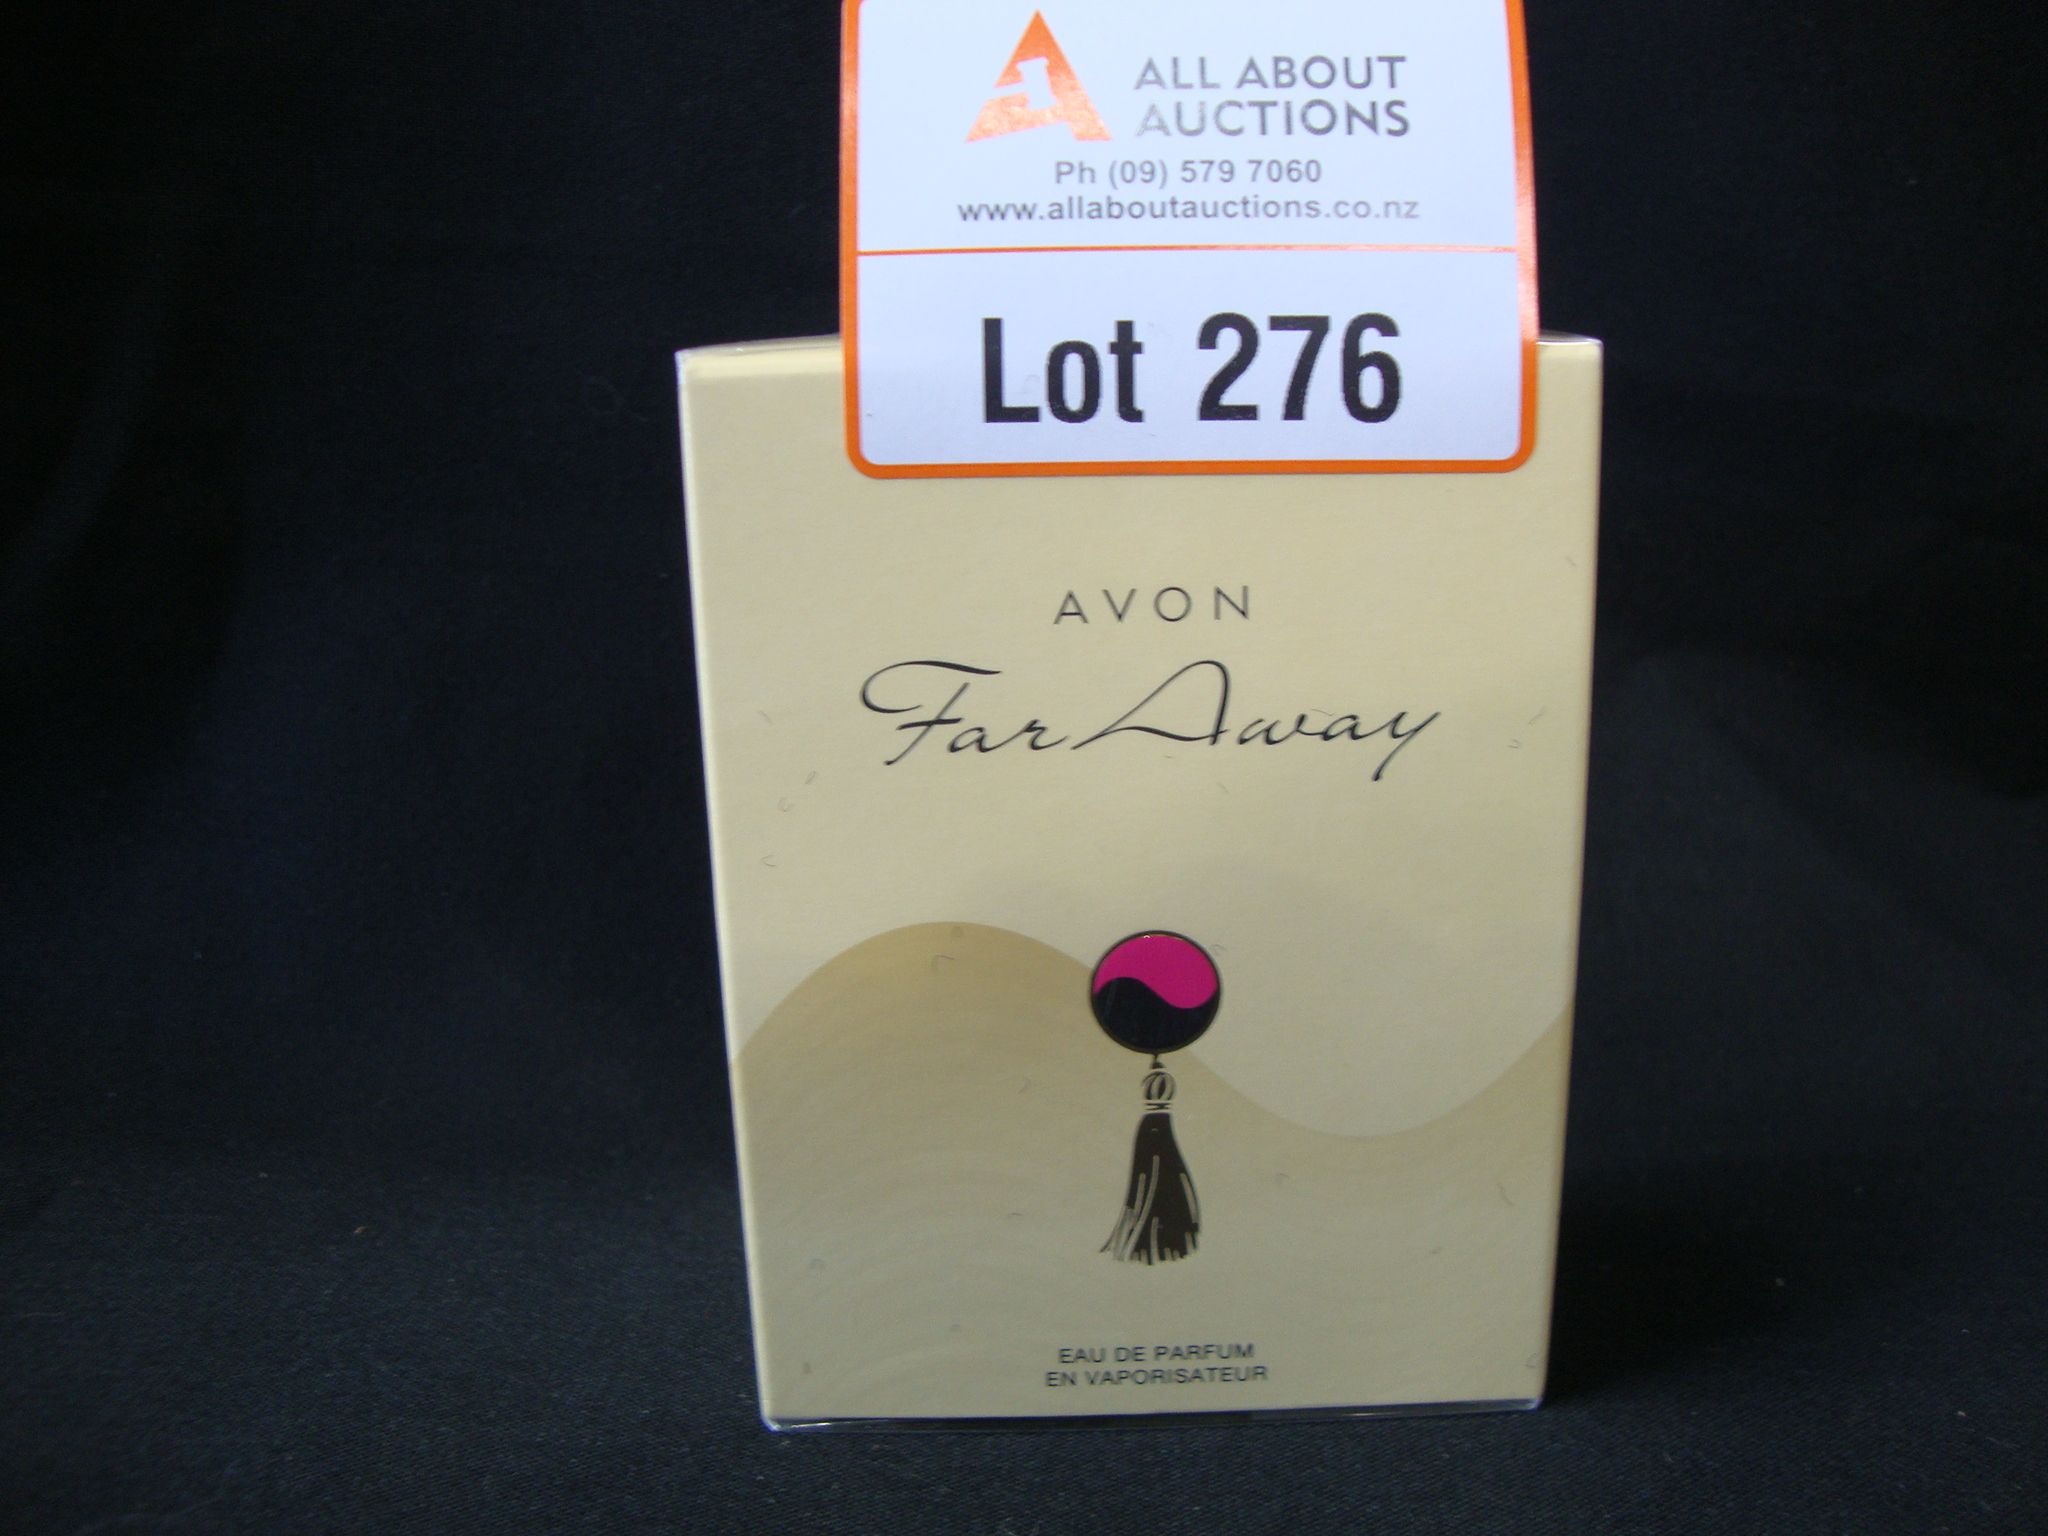 ALL ABOUT
AUCTIONS
Ph (09) 579 7060
www.allaboutauctions.co.nz
Lot 276
AVON
Far Away
EAU DE PARFUM
EN VAPORISATEUR